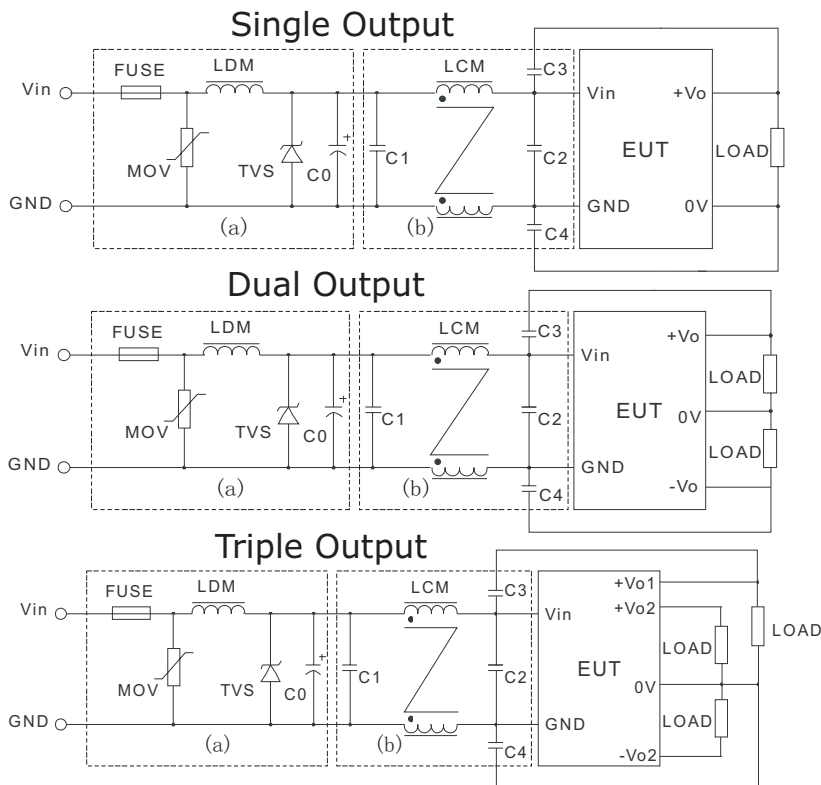 Single Output
FUSE
LDM
LCM
C3
Vin
Vin
+Vo
MOV
TVS
C0
+
C1
C2
EUT
LOAD
GND
GND
0V
(a)
(b)
C4
Dual Output
FUSE
LDM
LCM
C3
Vin
Vin
+Vo
MOV
TVS
C0
+
C1
C2
EUT
LOAD
0V
LOAD
GND
GND
-Vo
(a)
(b)
C4
Triple Output
FUSE
LDM
LCM
C3
+Vo1
Vin
Vin
+Vo2
LOAD
MOV
TVS
C0
+
C1
C2
EUT
LOAD
0V
LOAD
GND
GND
-Vo2
(a)
(b)
C4